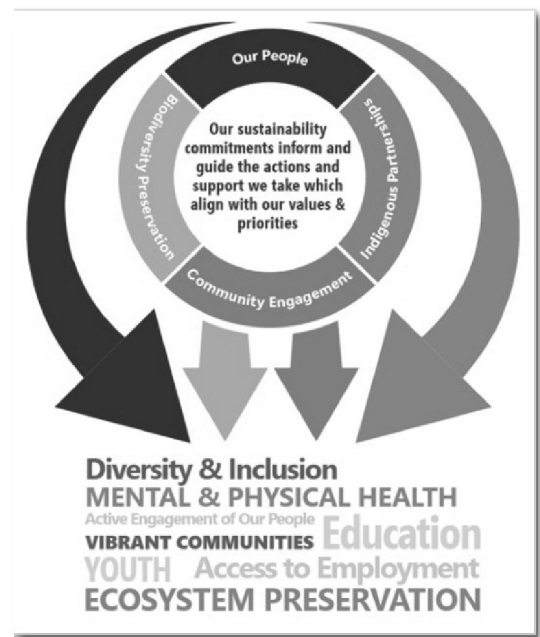 Our People
Biodiversity Preservation
Indigenous Partnerships
Our sustainability
commitments inform and
guide the actions and
support we take which
align with our values &
priorities
Community Engagement
Diversity & Inclusion
MENTAL & PHYSICAL HEALTH
Active Engagement of Our People
VIBRANT COMMUNITIES Education
YOUTH Access to Employment
ECOSYSTEM PRESERVATION